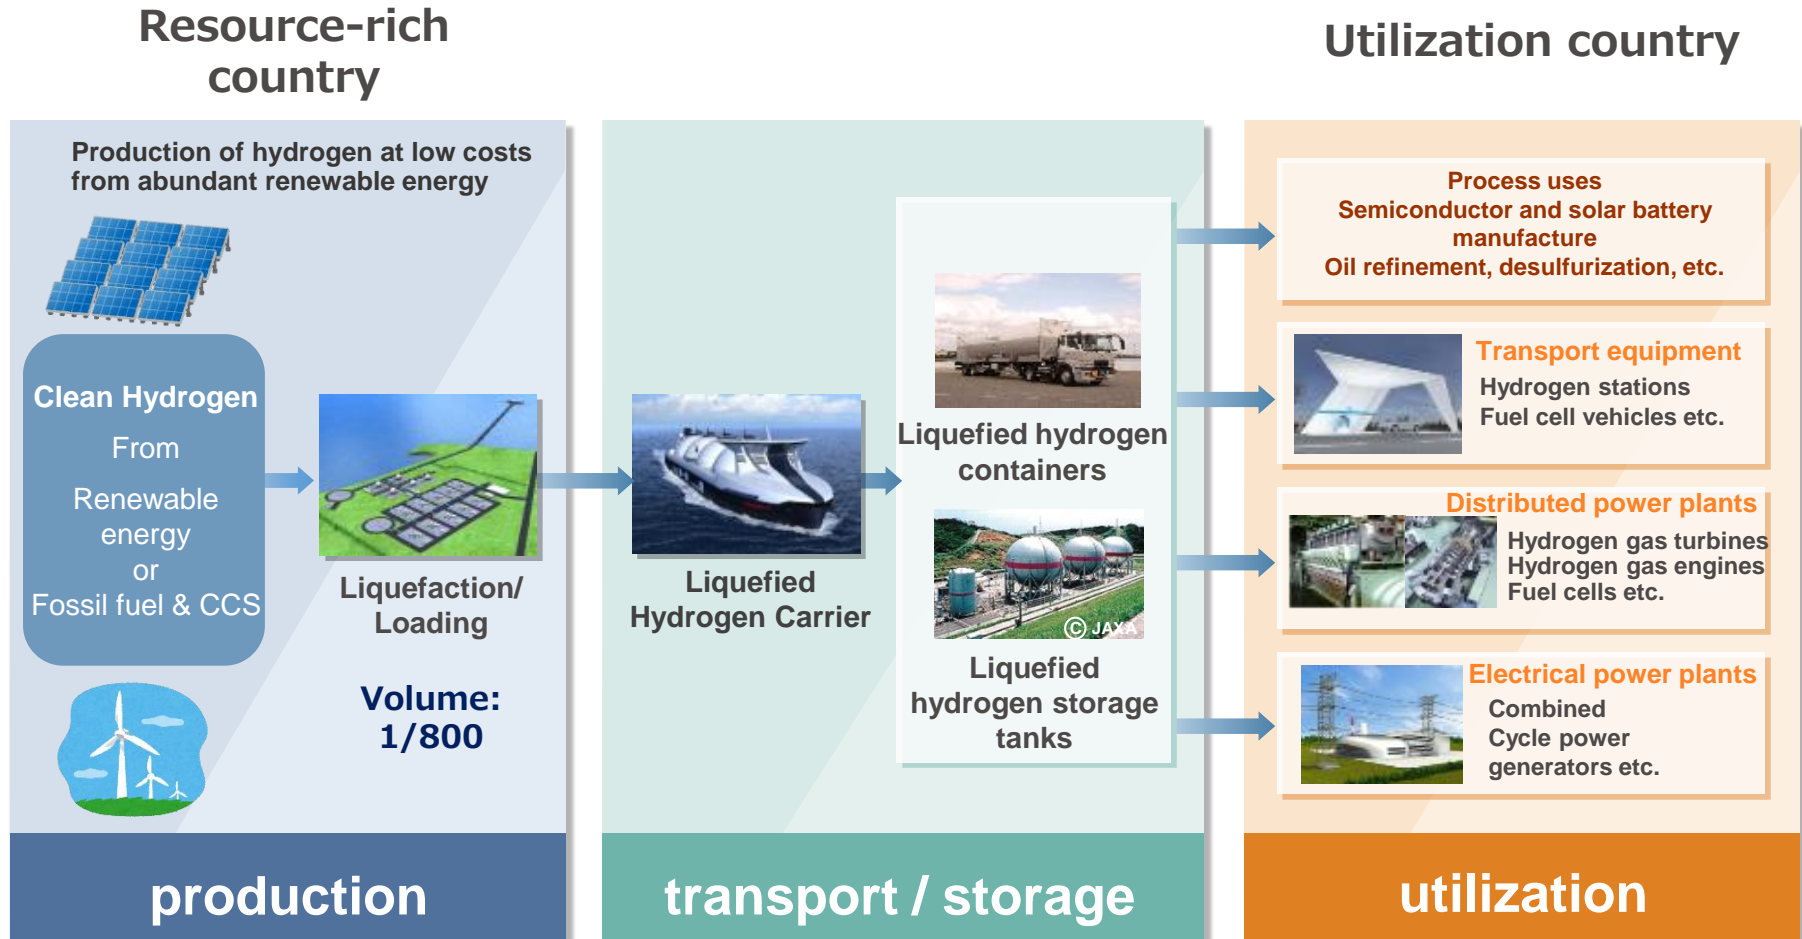 Resource-rich
country
Utilization country
Production of hydrogen at low costs
from abundant renewable energy
Clean Hydrogen
From
Renewable
energy
or
Fossil fuel & CCS
Liquefaction/
Loading
Volume:
1/800
production
Liquefied
Hydrogen Carrier
Liquefied hydrogen
containers
© JAXA
Liquefied
hydrogen storage
tanks
transport / storage
Process uses
Semiconductor and solar battery
manufacture
Oil refinement, desulfurization, etc.
Transport equipment
Hydrogen stations
Fuel cell vehicles etc.
Distributed power plants
Hydrogen gas turbines
Hydrogen gas engines
Fuel cells etc.
Electrical power plants
Combined
Cycle power
generators etc.
utilization